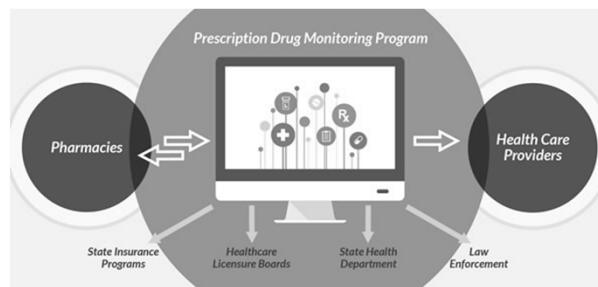 Prescription Drug Monitoring Program
Pharmacies
Rx
Health Care
Providers
State Insurance
Programs
Healthcare
Licensure Boards
State Health
Department
Law
Enforcement